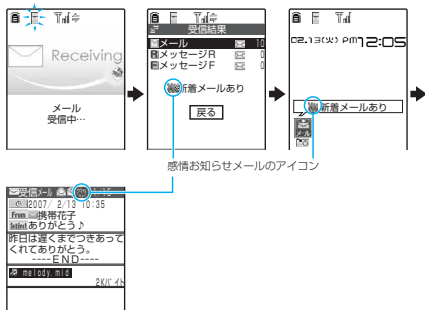 Receiving
メール
受信中…
受信結果
メール 10
メッセージR 0
メッセージF 0
新着メールあり
戻る
02.13(火) PM12:05
新着メールあり
メール
感情お知らせメールのアイコン
受信メール
2007/ 2/13 10:35
From 携帯花子
Subject ありがとう♪
昨日は遅くまでつきあって
くれてありがとう。
----END----
melody.mid
2Kバイト